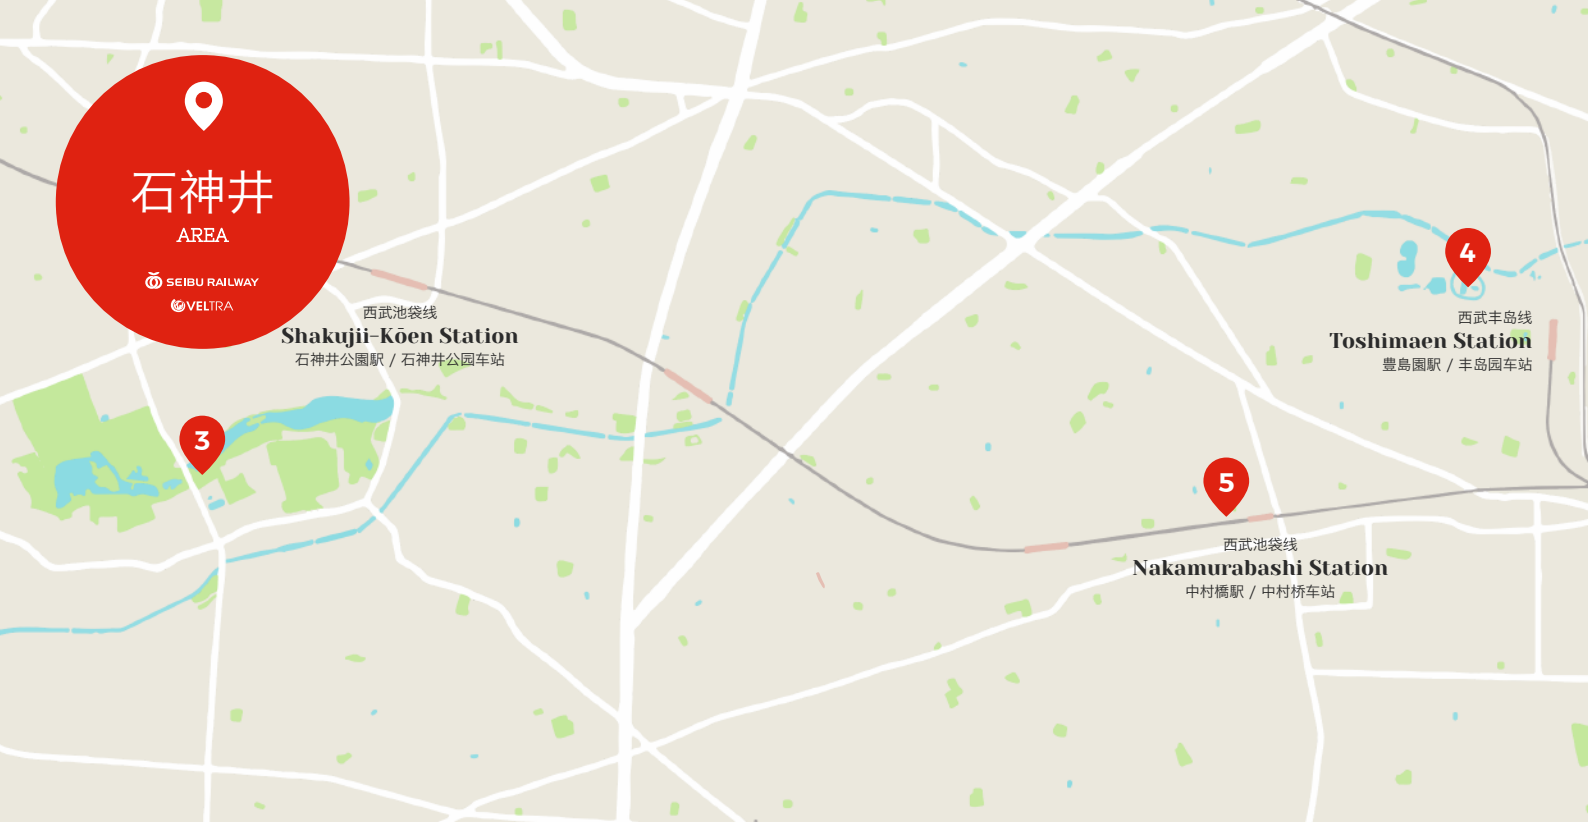 石神井
AREA
SEIBU RAILWAY
VELTRA
西武池袋线
Shakujii-Kōen Station
石神井公園駅 / 石神井公园车站
3
4
西武丰岛线
Toshimaen Station
豊島園駅 / 丰岛园车站
5
西武池袋线
Nakamurabashi Station
中村橋駅 / 中村桥车站